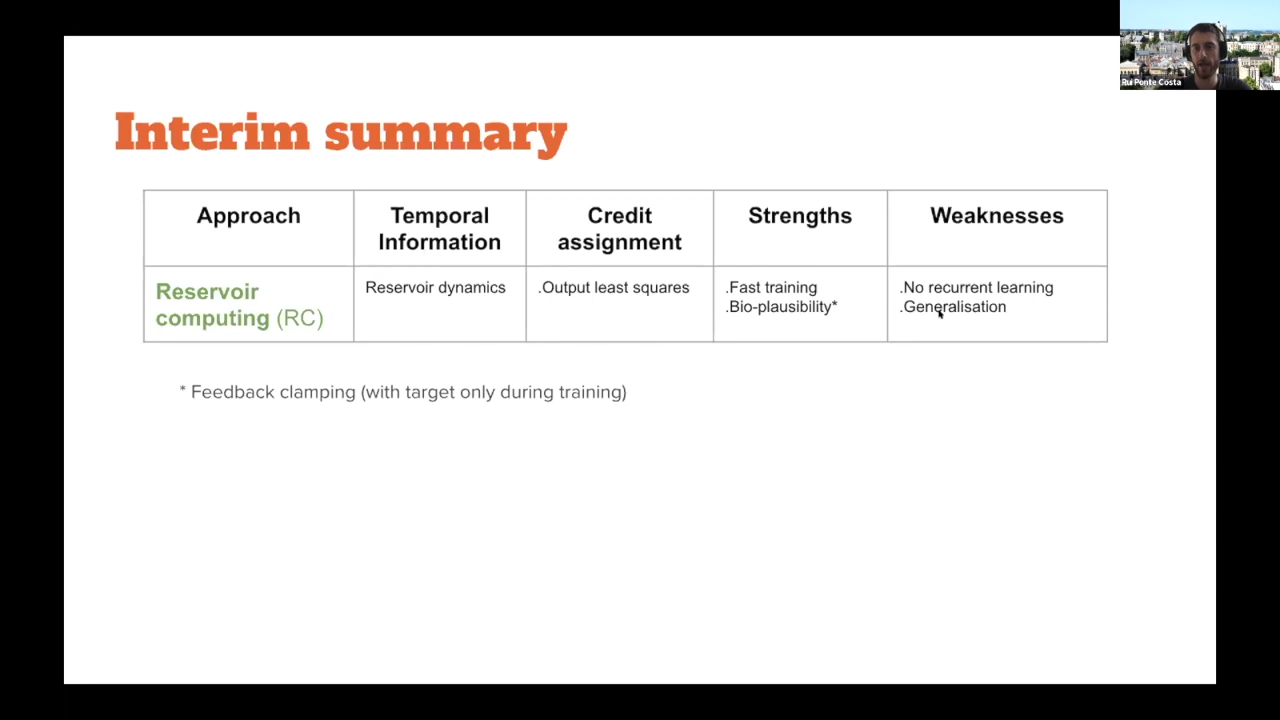 Rui Ponte Costa
Interim summary
Approach
Temporal
Information
Credit
assignment
Strengths
Weaknesses
Reservoir
computing (RC)
Reservoir dynamics
.Output least squares
.Fast training
.Bio-plausibility*
.No recurrent learning
.Generalisation
* Feedback clamping (with target only during training)